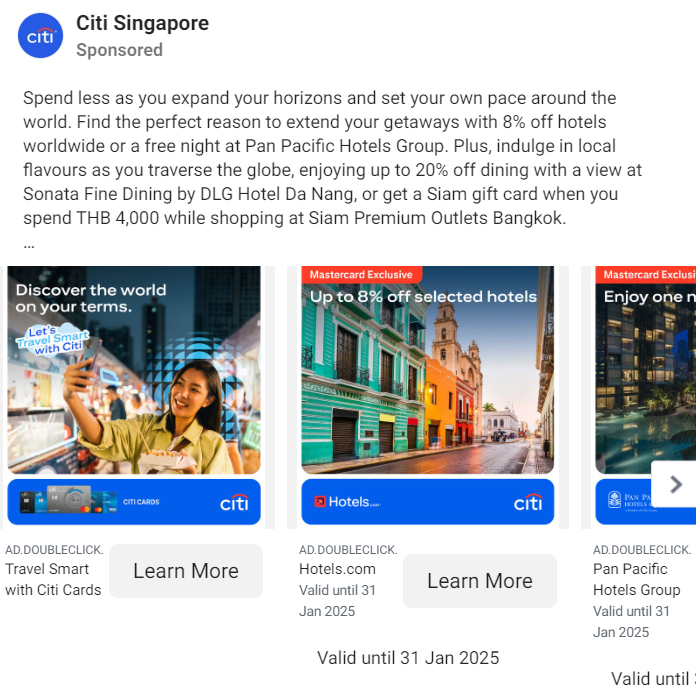 citi
Citi Singapore
Sponsored
Spend less as you expand your horizons and set your own pace around the
world. Find the perfect reason to extend your getaways with 8% off hotels
worldwide or a free night at Pan Pacific Hotels Group. Plus, indulge in local
flavours as you traverse the globe, enjoying up to 20% off dining with a view at
Sonata Fine Dining by DLG Hotel Da Nang, or get a Siam gift card when you
spend THB 4,000 while shopping at Siam Premium Outlets Bangkok.
...
Discover the world
on your terms.
Let's
Travel Smart
with Citi
CITI CARDS
citi
AD.DOUBLECLICK.
Travel Smart
with Citi Cards
Learn More
Mastercard Exclusive
Up to 8% off selected hotels
Hotels.com
citi
AD.DOUBLECLICK.
Hotels.com
Valid until 31
Jan 2025
Learn More
Valid until 31 Jan 2025
Mastercard Exclus
Enjoy one n
PAN PA
HOTELS
AD.DOUBLECLICK.
Pan Pacific
Hotels Group
Valid until 31
Jan 2025
Valid until